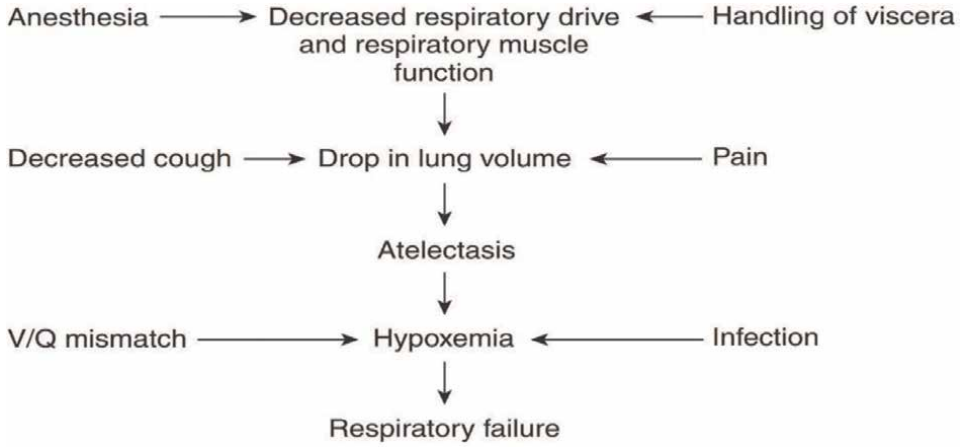 Anesthesia
Decreased respiratory drive
and respiratory muscle
function
Handling of viscera
Decreased cough
Drop in lung volume
Pain
Atelectasis
V/Q mismatch
Hypoxemia
Infection
Respiratory failure